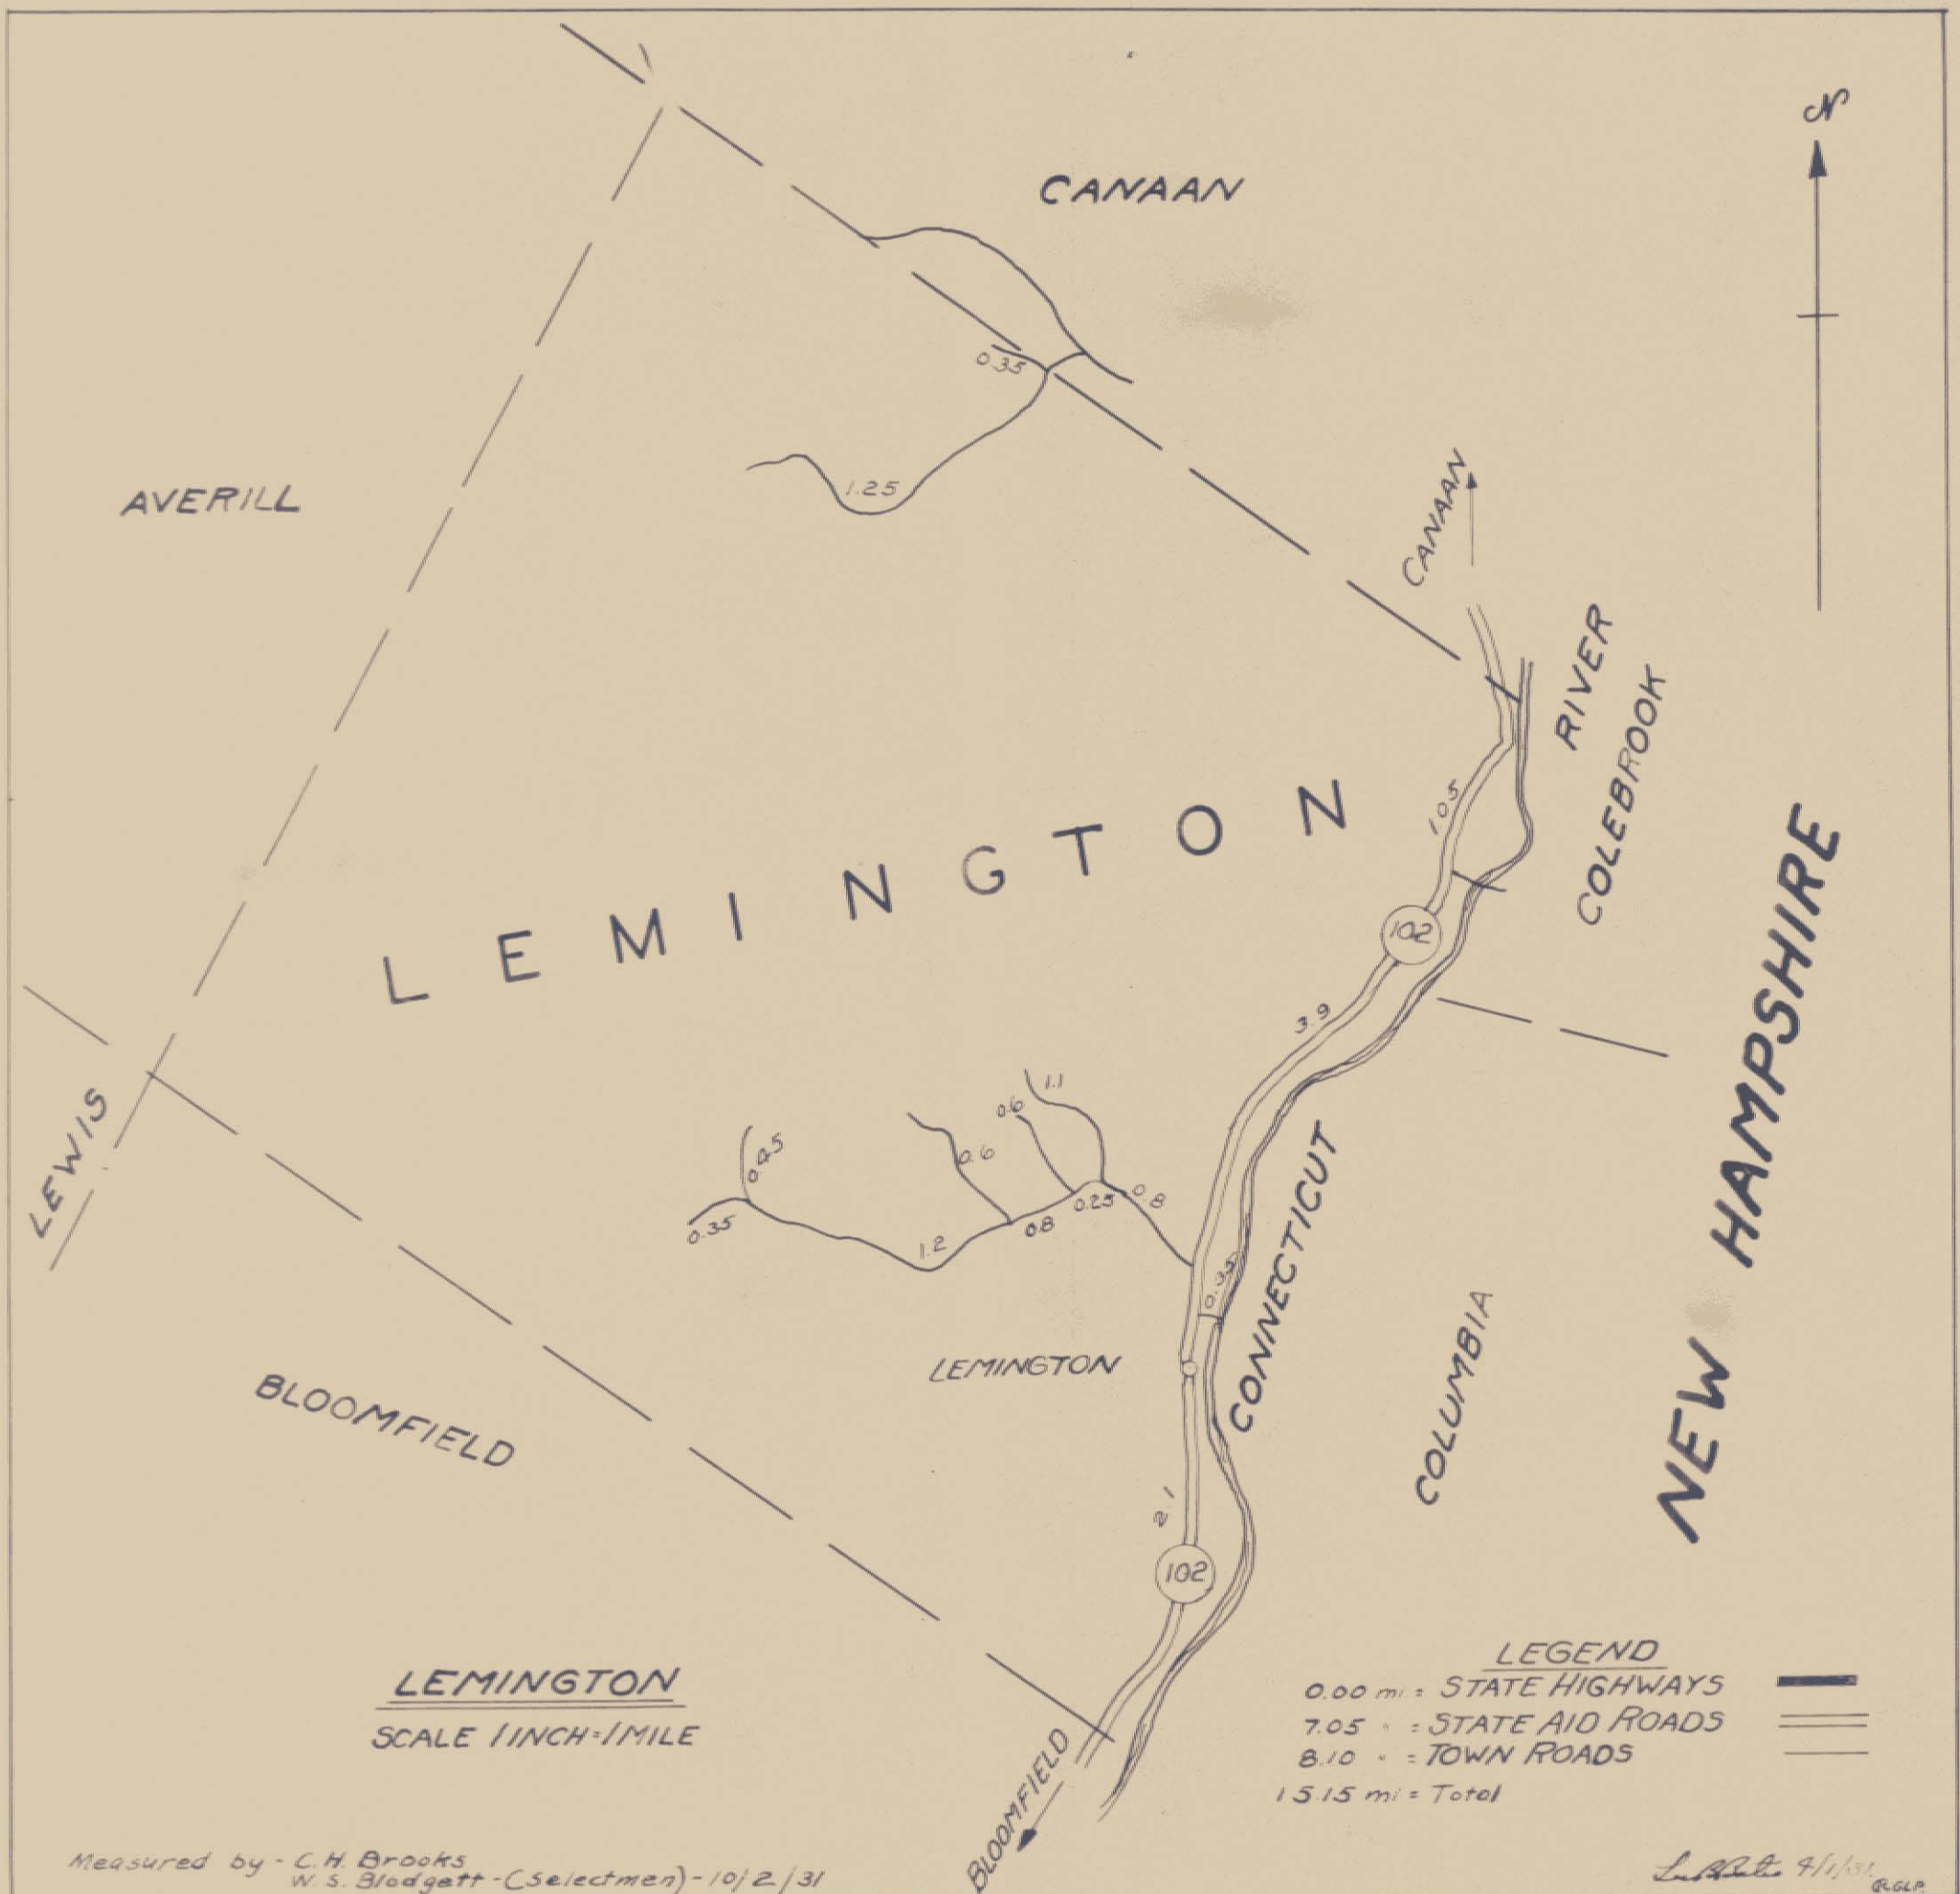 N
CANAAN
0.35
1.25
AVERILL
CANAAN
RIVER
COLEBROOK
1.05
LEMINGTON
102
3.9
NEW HAMPSHIRE
LEWIS
1.1
0.6
0.6
0.45
0.8
0.25
0.8
0.35
1.2
0.35
CONNECTICUT
LEMINGTON
COLUMBIA
BLOOMFIELD
2.1
102
LEMINGTON
SCALE 1 INCH=1 MILE
LEGEND
0.00 mi = STATE HIGHWAYS
7.05 " = STATE AID ROADS
8.10 " = TOWN ROADS
15.15 mi = Total
BLOOMFIELD
Measured by - C.H. Brooks
W.S. Blodgett - (Selectmen) - 10/2/31